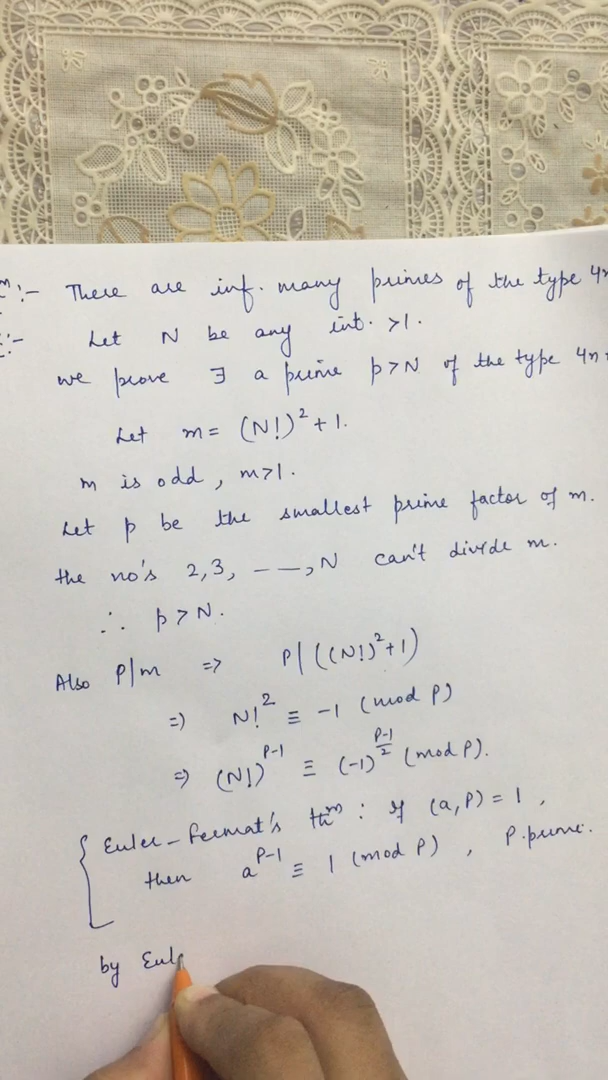 m:- There are inf. many primes of the type 4n
:- Let N be any int. >1.
we prove ∃ a prime p>N of the type 4n+
Let m= (N!)²+1.
m is odd, m>1.
Let p be the smallest prime factor of m.
the no's 2,3, ---,N can't divide m.
∴ p>N.
Also P|m => P|((N!)²+1)
=) N!² ≡ -1 (mod P)
=> (N!)^{P-1} ≡ (-1)^{\frac{P-1}{2}} (mod P).
{ Euler-Fermat's thᵐ: If (a,P)=1,
then a^{P-1} ≡ 1 (mod P), P.prime.
by Eul